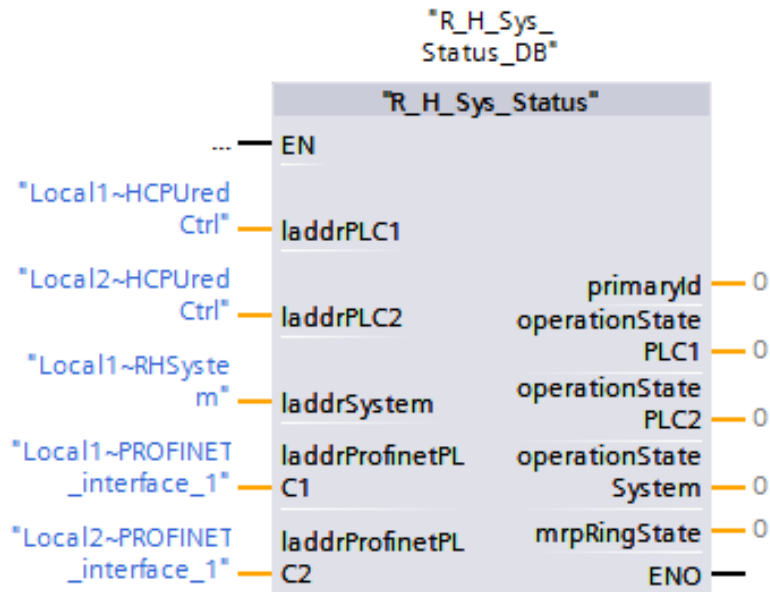 "R_H_Sys_
Status_DB"
"R_H_Sys_Status"
... EN
"Local1~HCPUred
Ctrl" laddrPLC1
"Local2~HCPUred
Ctrl" laddrPLC2
primaryId 0
operationState
PLC1 0
"Local1~RHSyste
m" laddrSystem
operationState
PLC2 0
"Local1~PROFINET
_interface_1" laddrProfinetPL
C1
operationState
System 0
"Local2~PROFINET
_interface_1" laddrProfinetPL
C2
mrpRingState 0
ENO